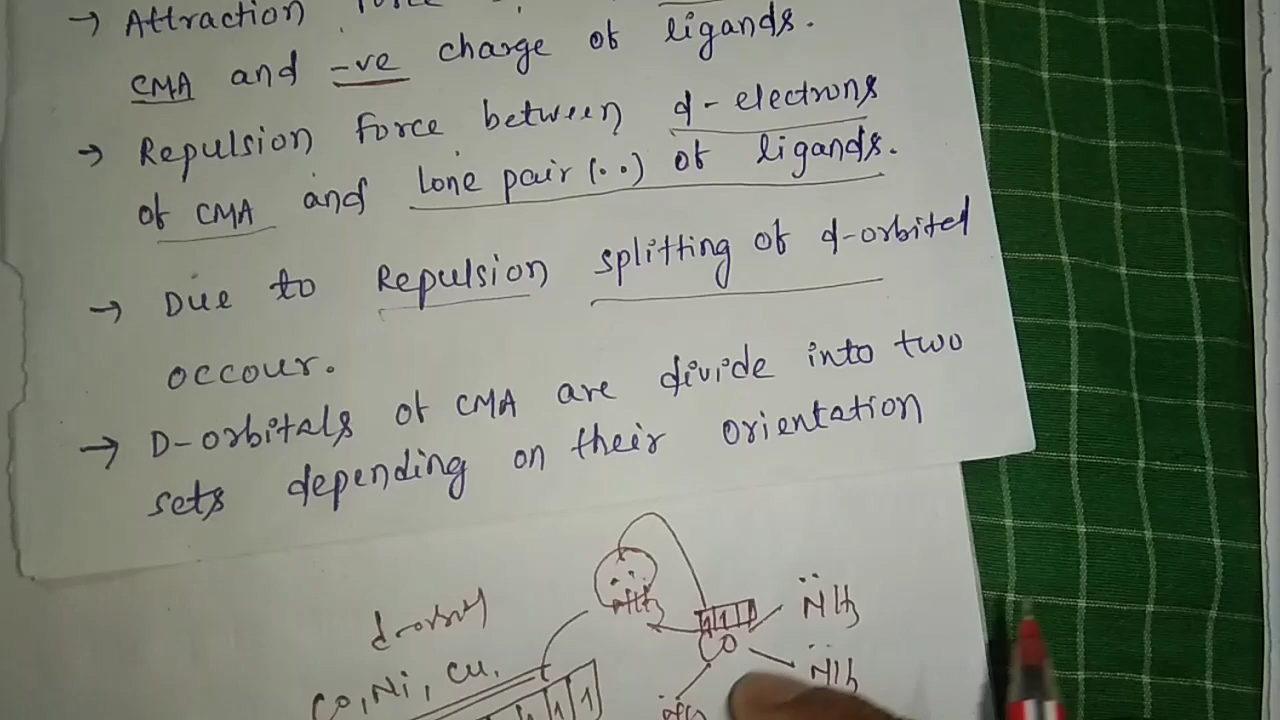 → Attraction force
CMA and -ve charge of ligands.
→ Repulsion force between d-electrons
of CMA and lone pair (..) of ligands.
→ Due to Repulsion splitting of d-orbital
occour.
→ D-orbitals of CMA are divide into two
sets depending on their orientation
NH3
NH3
CO
Co, Ni, Cu.
NH3